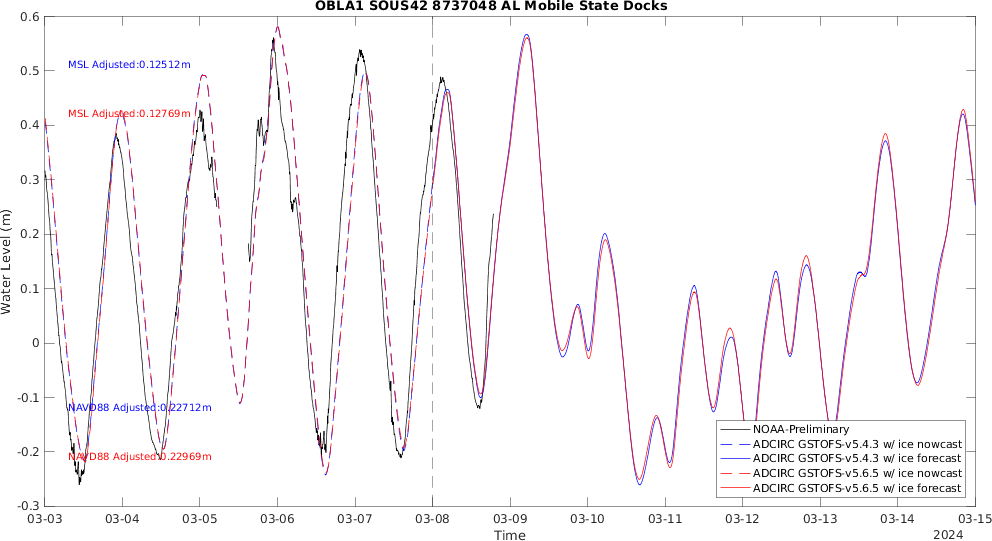 OBLA1 SOUS42 8737048 AL Mobile State Docks
0.6
0.5
0.4
0.3
0.2
0.1
0
-0.1
-0.2
-0.3
Water Level (m)
MSL Adjusted:0.12512m
MSL Adjusted:0.12769m
NAVD88 Adjusted:0.22712m
NAVD88 Adjusted:0.22969m
NOAA-Preliminary
ADCIRC GSTOFS-v5.4.3 w/ ice nowcast
ADCIRC GSTOFS-v5.4.3 w/ ice forecast
ADCIRC GSTOFS-v5.6.5 w/ ice nowcast
ADCIRC GSTOFS-v5.6.5 w/ ice forecast
03-03 03-04 03-05 03-06 03-07 03-08 03-09 03-10 03-11 03-12 03-13 03-14 03-15
Time
2024